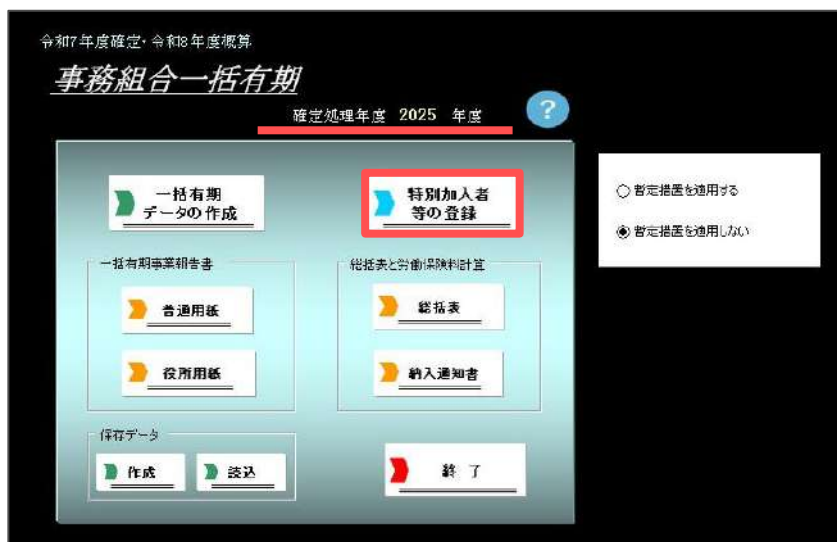 令和7年度確定・令和8年度概算
事務組合一括有期
確定処理年度 2025 年度
?
一括有期
データの作成
特別加入者
等の登録
暫定措置を適用する
暫定措置を適用しない
一括有期事業報告書
普通用紙
役所用紙
総括表と労働保険料計算
総括表
納入通知書
保存データ
作成
読込
終 了